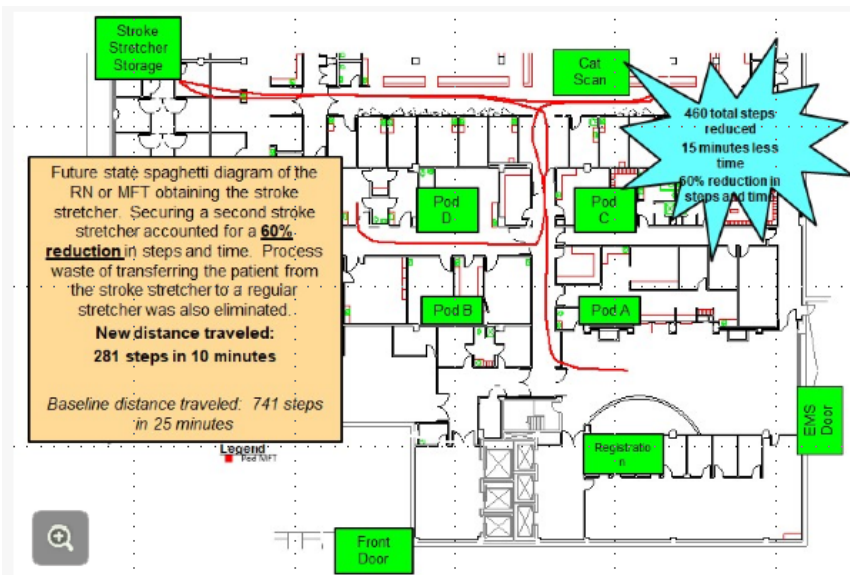 Stroke
Stretcher
Storage
Cat
Scan
460 total steps
reduced
15 minutes less
time
60% reduction in
steps and time
Future state spaghetti diagram of the
RN or MFT obtaining the stroke
stretcher. Securing a second stroke
stretcher accounted for a 60%
reduction in steps and time. Process
waste of transferring the patient from
the stroke stretcher to a regular
stretcher was also eliminated.
New distance traveled:
281 steps in 10 minutes
Baseline distance traveled: 741 steps
in 25 minutes
Pod
D
Pod
C
Pod B
Pod A
EMS
Door
Registratio
n
Legend
Ped MFT
Front
Door